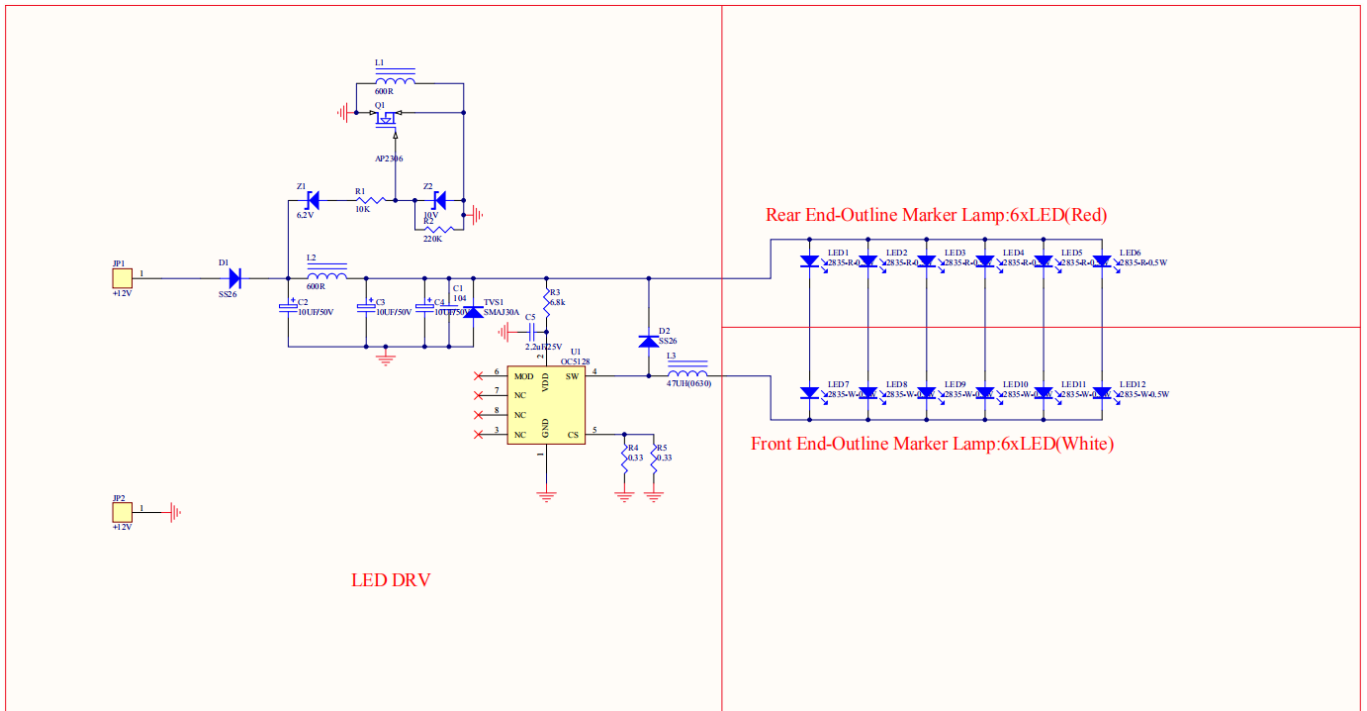 L1
600R
Q1
AP2306
Z1
6.2V
R1
10K
Z2
10V
R2
220K
JP1
1
+12V
D1
SS26
L2
600R
C2
10UF/50V
C3
10UF/50V
C4
10UF/50V
C1
104
TVS1
SMAJ30A
R3
6.8k
C5
2.2uF/25V
D2
SS26
L3
47UH(0630)
U1
OC5128
2
6 MOD VDD SW 4
7 NC
8 NC
3 NC GND CS 5
1
R4
0.33
R5
0.33
JP2
1
+12V
LED DRV
Rear End-Outline Marker Lamp:6xLED(Red)
LED1 LED2 LED3 LED4 LED5 LED6
2835-R-0.5W
LED7 LED8 LED9 LED10 LED11 LED12
2835-W-0.5W
Front End-Outline Marker Lamp:6xLED(White)